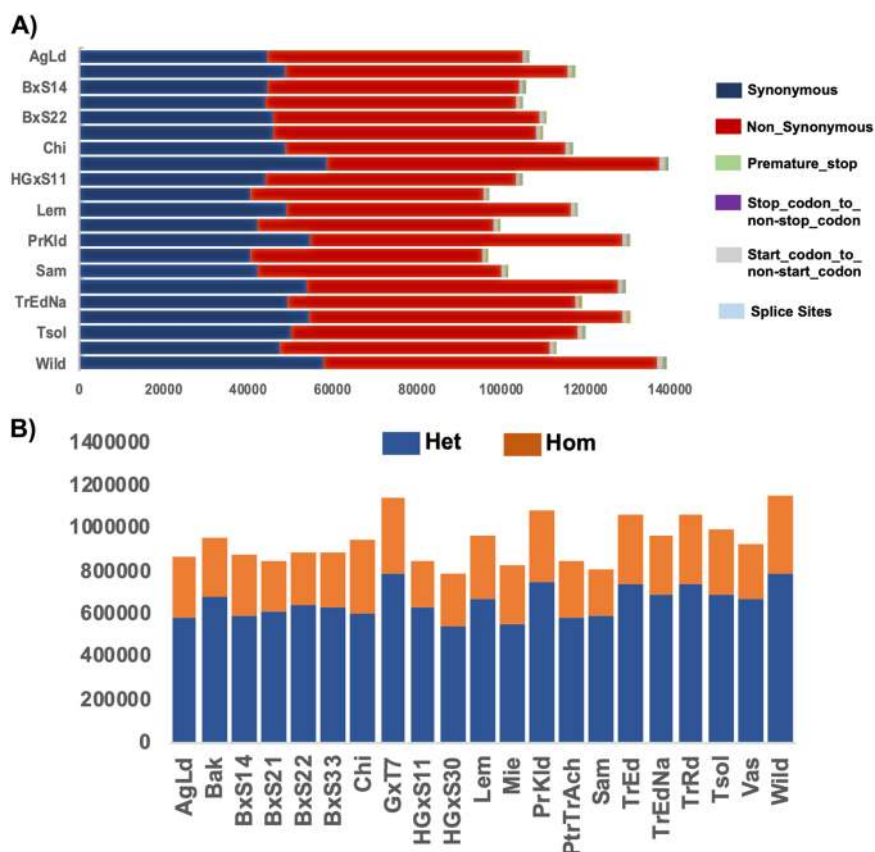 A)
AgLd
BxS14
BxS22
Chi
HGxS11
Lem
PrKId
Sam
TrEdNa
Tsol
Wild
0 20000 40000 60000 80000 100000 120000 140000
Synonymous
Non_Synonymous
Premature_stop
Stop_codon_to_
non-stop_codon
Start_codon_to_
non-start_codon
Splice Sites
B)
Het Hom
1400000
1200000
1000000
800000
600000
400000
200000
0
AgLd
Bak
BxS14
BxS21
BxS22
BxS33
Chi
GxT7
HGxS11
HGxS30
Lem
Mie
PrKId
PtrTrAch
Sam
TrEd
TrEdNa
TrRd
Tsol
Vas
Wild